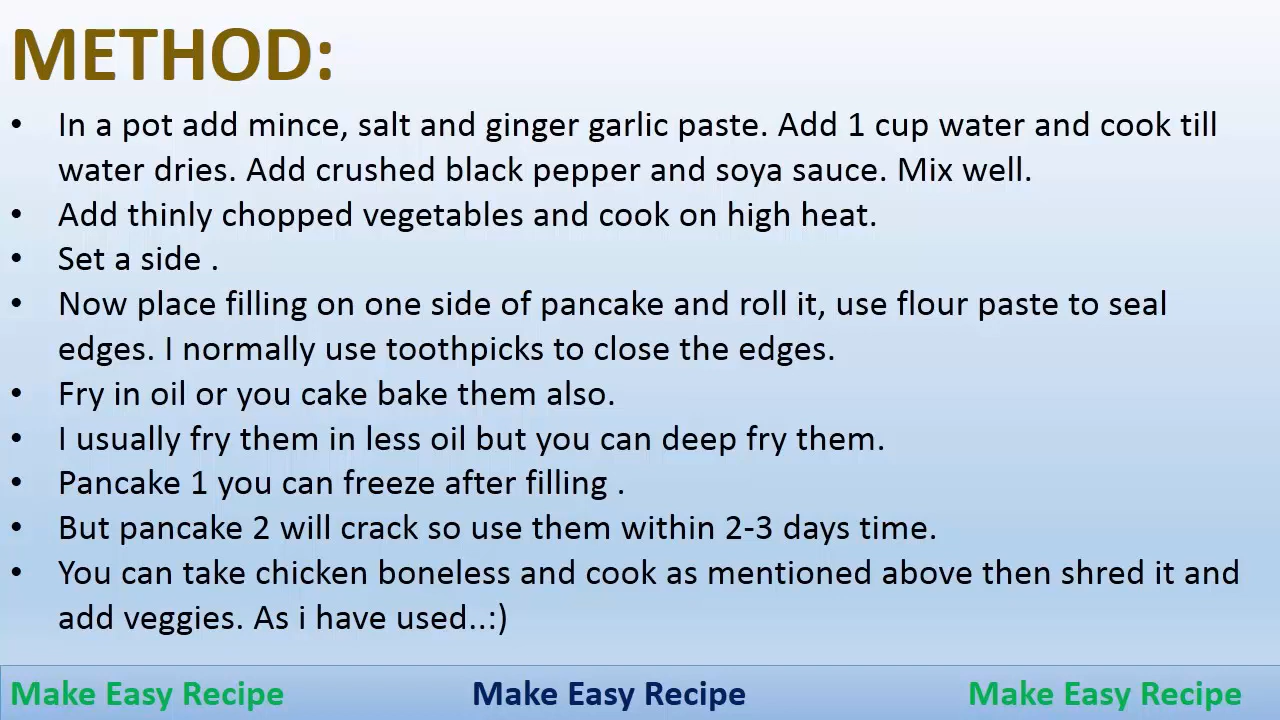 METHOD:
• In a pot add mince, salt and ginger garlic paste. Add 1 cup water and cook till
water dries. Add crushed black pepper and soya sauce. Mix well.
• Add thinly chopped vegetables and cook on high heat.
• Set a side .
• Now place filling on one side of pancake and roll it, use flour paste to seal
edges. I normally use toothpicks to close the edges.
• Fry in oil or you cake bake them also.
• I usually fry them in less oil but you can deep fry them.
• Pancake 1 you can freeze after filling .
• But pancake 2 will crack so use them within 2-3 days time.
• You can take chicken boneless and cook as mentioned above then shred it and
add veggies. As i have used..:)
Make Easy Recipe Make Easy Recipe Make Easy Recipe